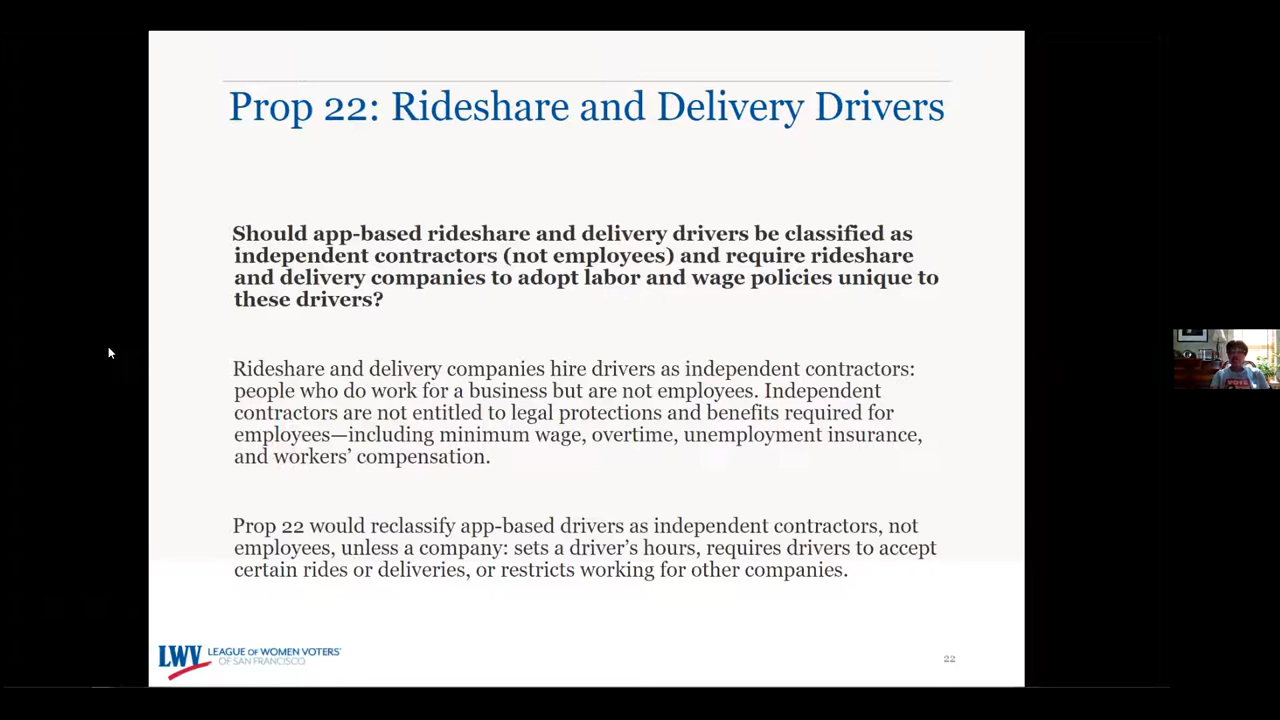 Prop 22: Rideshare and Delivery Drivers
Should app-based rideshare and delivery drivers be classified as
independent contractors (not employees) and require rideshare
and delivery companies to adopt labor and wage policies unique to
these drivers?
Rideshare and delivery companies hire drivers as independent contractors:
people who do work for a business but are not employees. Independent
contractors are not entitled to legal protections and benefits required for
employees—including minimum wage, overtime, unemployment insurance,
and workers’ compensation.
Prop 22 would reclassify app-based drivers as independent contractors, not
employees, unless a company: sets a driver’s hours, requires drivers to accept
certain rides or deliveries, or restricts working for other companies.
LWV LEAGUE OF WOMEN VOTERS®
OF SAN FRANCISCO
22
VOTE